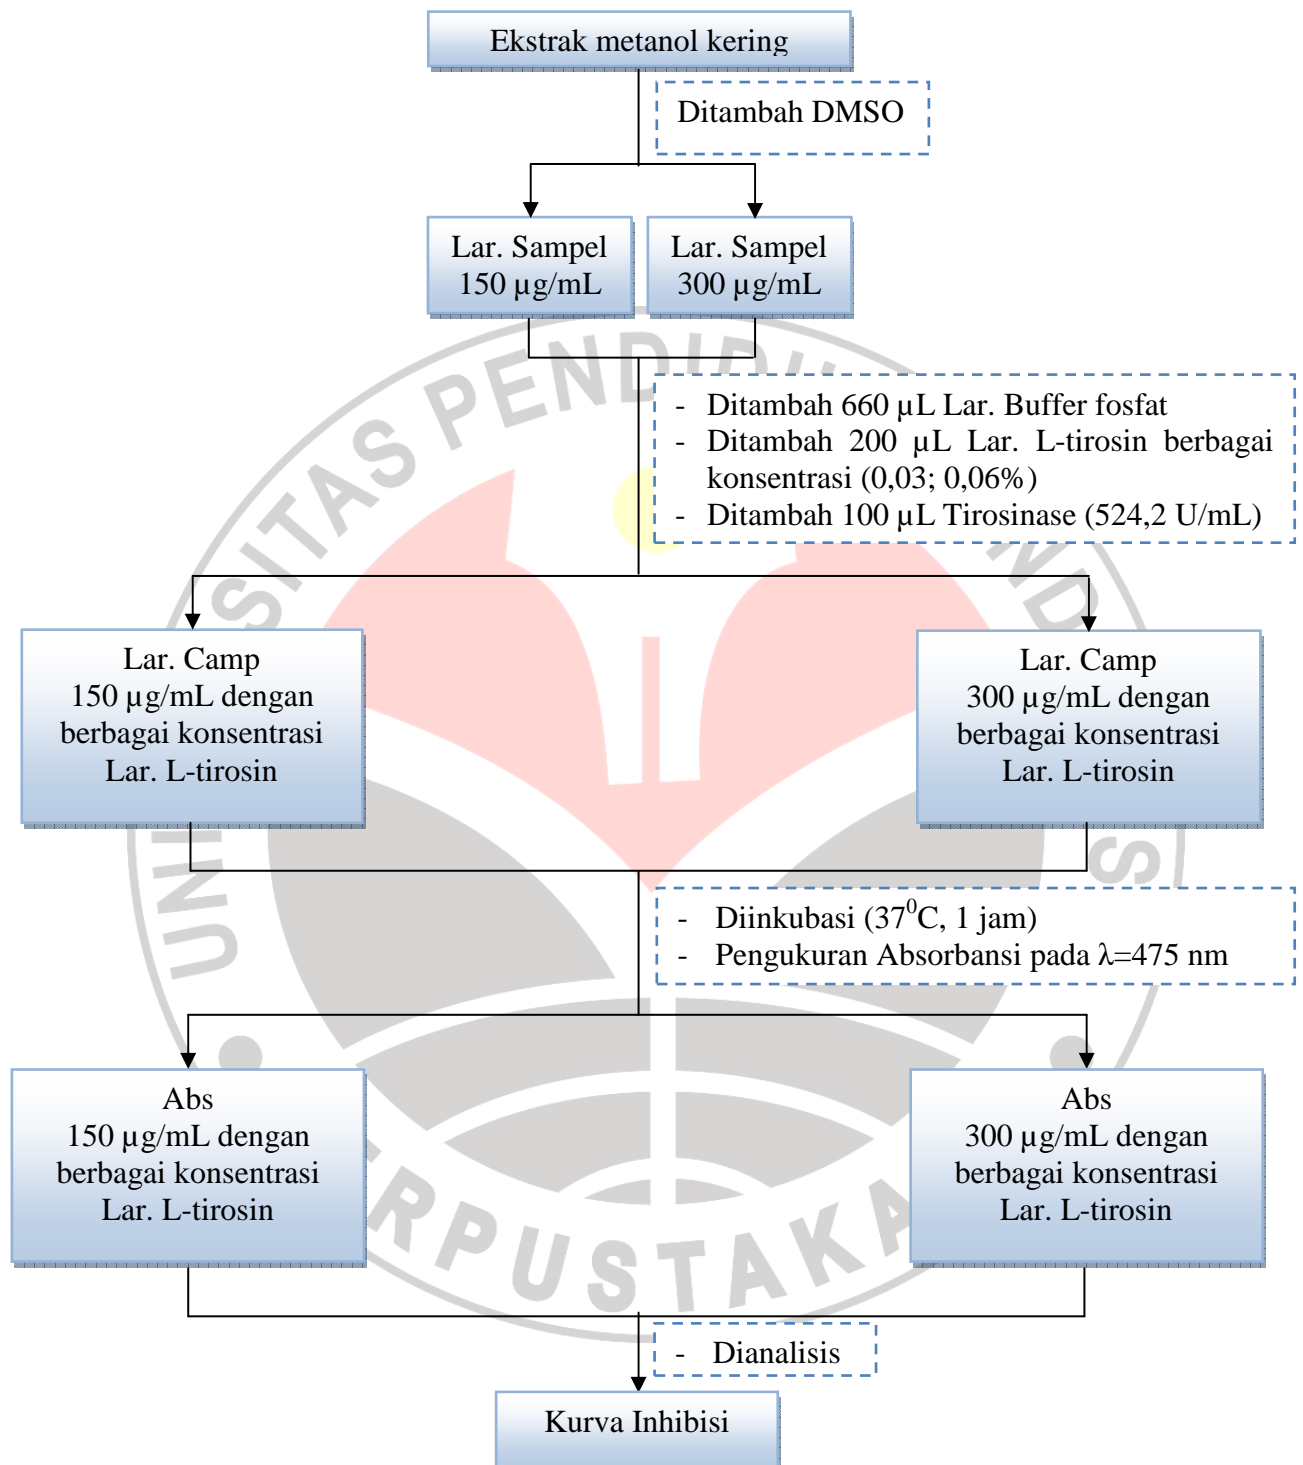 Ekstrak metanol kering
Ditambah DMSO
Lar. Sampel
150 µg/mL
Lar. Sampel
300 µg/mL
- Ditambah 660 µL Lar. Buffer fosfat
- Ditambah 200 µL Lar. L-tirosin berbagai
konsentrasi (0,03; 0,06%)
- Ditambah 100 µL Tirosinase (524,2 U/mL)
Lar. Camp
150 µg/mL dengan
berbagai konsentrasi
Lar. L-tirosin
Lar. Camp
300 µg/mL dengan
berbagai konsentrasi
Lar. L-tirosin
- Diinkubasi (37⁰C, 1 jam)
- Pengukuran Absorbansi pada λ=475 nm
Abs
150 µg/mL dengan
berbagai konsentrasi
Lar. L-tirosin
Abs
300 µg/mL dengan
berbagai konsentrasi
Lar. L-tirosin
- Dianalisis
Kurva Inhibisi